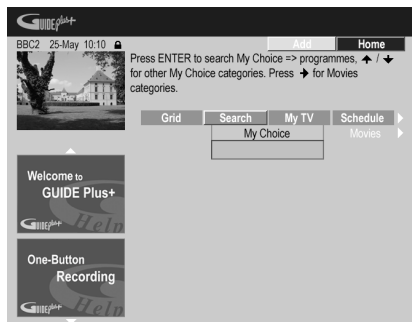 GUIDE Plus+
BBC2 25-May 10:10
Add Home
Press ENTER to search My Choice => programmes, ↑ / ↓
for other My Choice categories. Press → for Movies
categories.
Grid Search My TV Schedule
My Choice Movies
Welcome to
GUIDE Plus+
GUIDE Plus+ Help
One-Button
Recording
GUIDE Plus+ Help